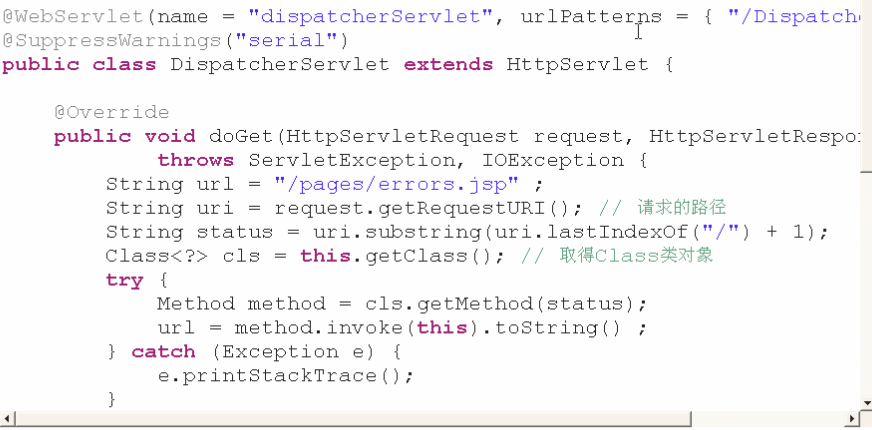 @WebServlet(name = "dispatcherServlet", urlPatterns = { "/Dispatch
@SuppressWarnings("serial")
public class DispatcherServlet extends HttpServlet {
@Override
public void doGet(HttpServletRequest request, HttpServletRespo
throws ServletException, IOException {
String url = "/pages/errors.jsp" ;
String uri = request.getRequestURI(); // 请求的路径
String status = uri.substring(uri.lastIndexOf("/") + 1);
Class<?> cls = this.getClass(); // 取得Class类对象
try {
Method method = cls.getMethod(status);
url = method.invoke(this).toString() ;
} catch (Exception e) {
e.printStackTrace();
}